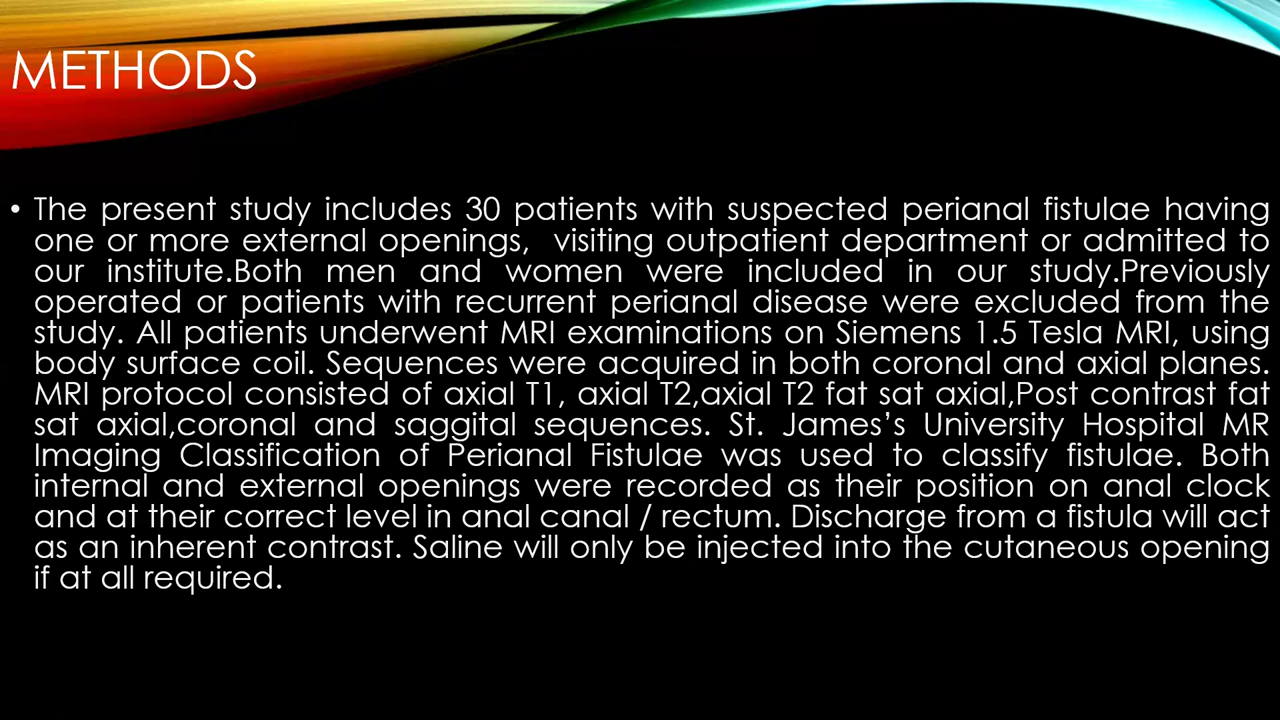 METHODS
• The present study includes 30 patients with suspected perianal fistulae having
one or more external openings,  visiting outpatient department or admitted to
our institute.Both men and women were included in our study.Previously
operated or patients with recurrent perianal disease were excluded from the
study. All patients underwent MRI examinations on Siemens 1.5 Tesla MRI, using
body surface coil. Sequences were acquired in both coronal and axial planes.
MRI protocol consisted of axial T1, axial T2,axial T2 fat sat axial,Post contrast fat
sat axial,coronal and saggital sequences. St. James’s University Hospital MR
Imaging Classification of Perianal Fistulae was used to classify fistulae. Both
internal and external openings were recorded as their position on anal clock
and at their correct level in anal canal / rectum. Discharge from a fistula will act
as an inherent contrast. Saline will only be injected into the cutaneous opening
if at all required.